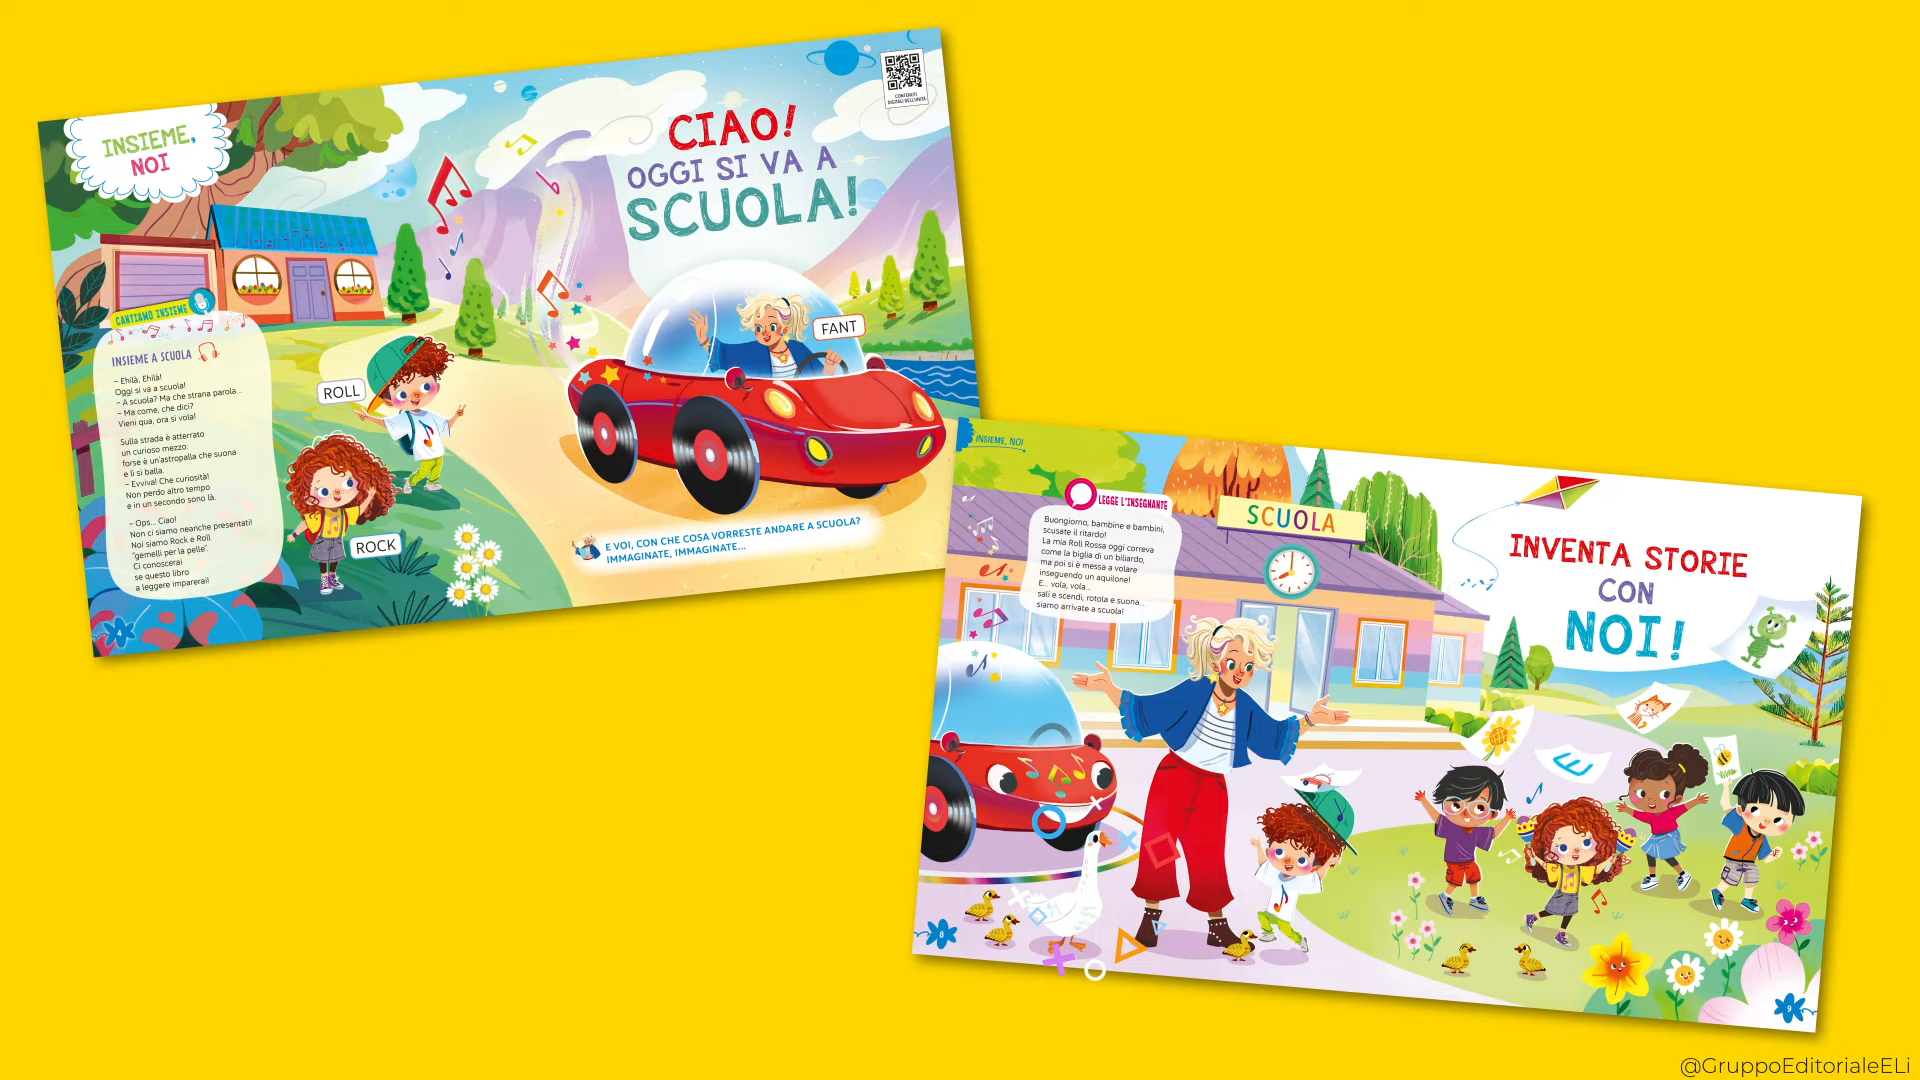 INSIEME,
NOI
CIAO!
OGGI SI VA A
SCUOLA!
CONTENUTI
DIGITALI DELL'UNITÀ
CANTIAMO INSIEME
INSIEME A SCUOLA
– Ehilà, Ehilà!
Oggi si va a scuola!
– A scuola? Ma che strana parola...
– Ma come, che dici?
Vieni qua, ora si vola!
Sulla strada è atterrato
un curioso mezzo:
forse è un'astropalla che suona
e lì si balla.
– Evviva! Che curiosità!
Non perdo altro tempo
e in un secondo sono là.
– Ops... Ciao!
Non ci siamo neanche presentati!
Noi siamo Rock e Roll
"gemelli per la pelle".
Ci conoscerai
se questo libro
a leggere imparerai!
ROLL
ROCK
FANT
E VOI, CON CHE COSA VORRESTE ANDARE A SCUOLA?
IMMAGINATE, IMMAGINATE...
4
INSIEME, NOI
LEGGE L'INSEGNANTE
Buongiorno, bambine e bambini,
scusate il ritardo!
La mia Roll Rossa oggi correva
come la biglia di un biliardo,
ma poi si è messa a volare
inseguendo un aquilone!
E... vola, vola...
sali e scendi, rotola e suona...
siamo arrivate a scuola!
SCUOLA
INVENTA STORIE
CON
NOI!
E
8
9
@GruppoEditorialeELi